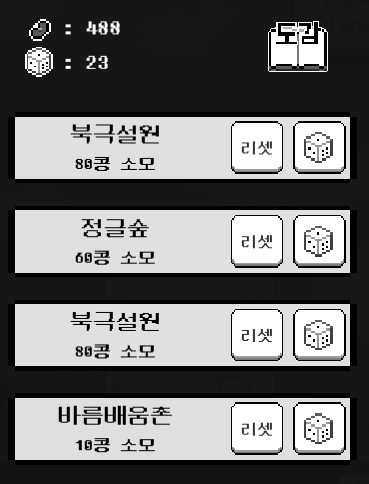 : 488
: 23
도감
북극설원
80콩 소모
리셋
정글숲
60콩 소모
리셋
북극설원
80콩 소모
리셋
바름배움촌
10콩 소모
리셋